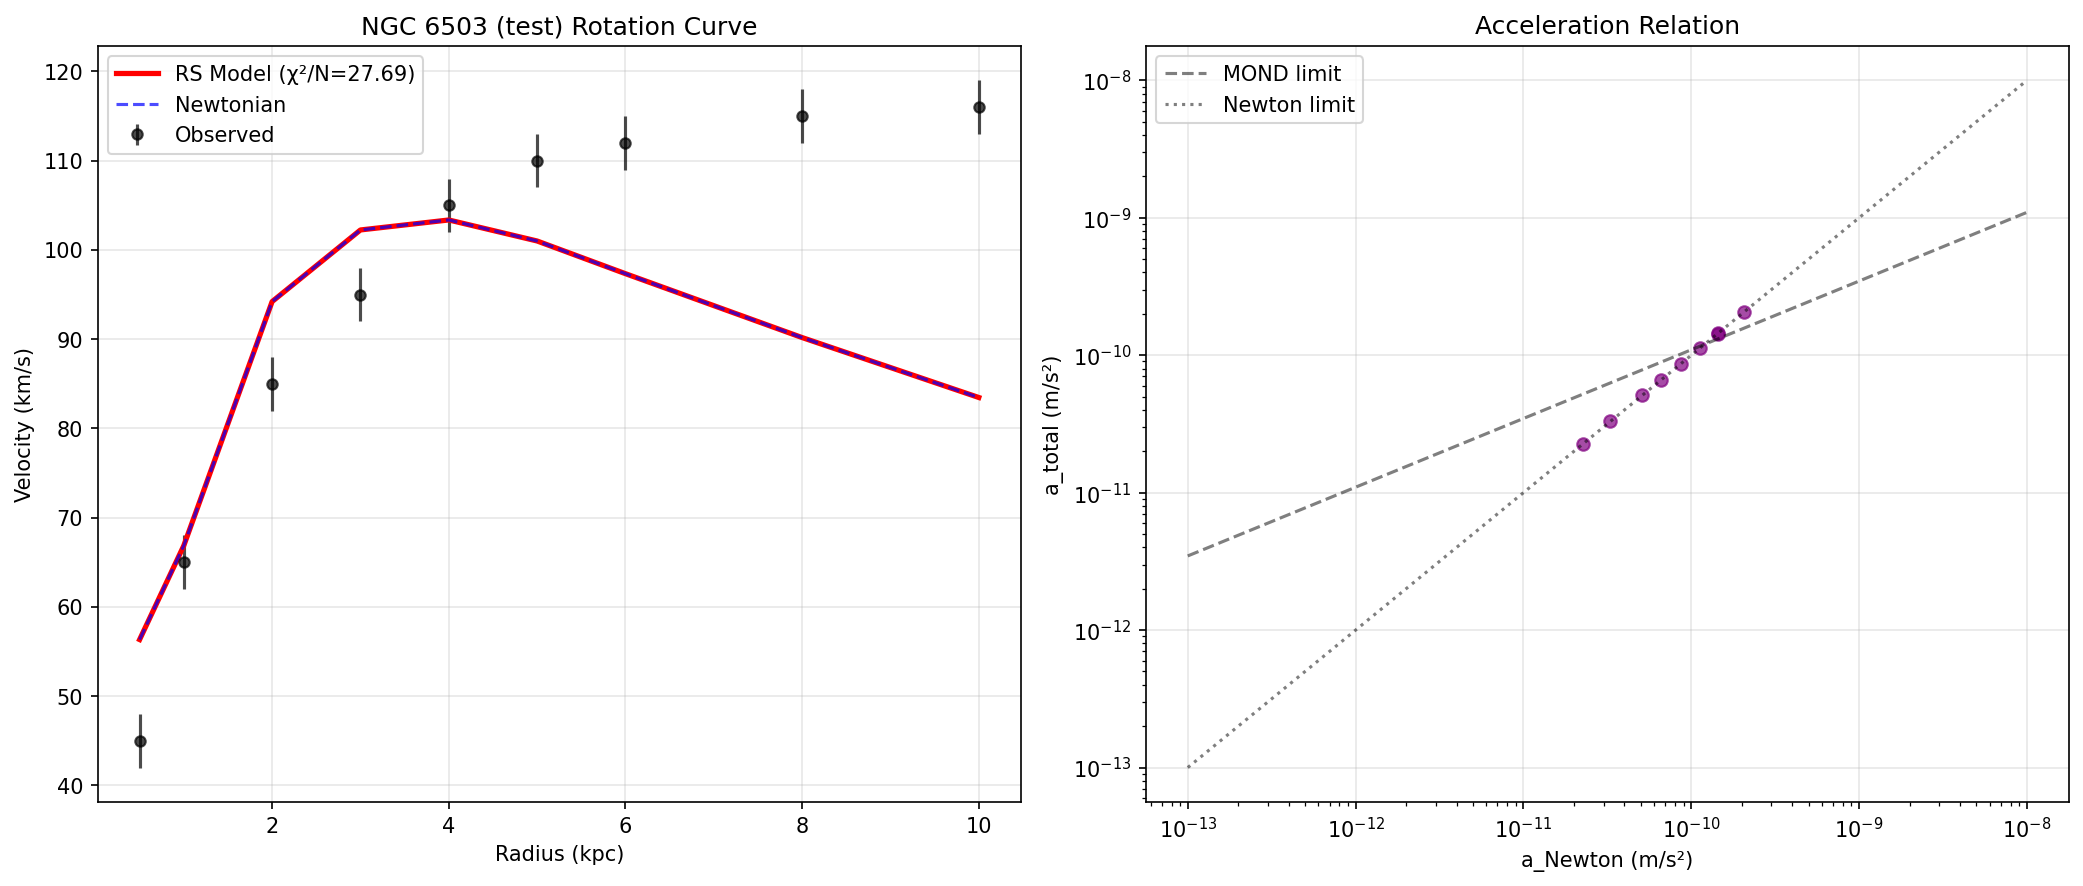 NGC 6503 (test) Rotation Curve
RS Model (χ²/N=27.69)
Newtonian
Observed
120
110
100
90
80
70
60
50
40
Velocity (km/s)
2 4 6 8 10
Radius (kpc)
Acceleration Relation
MOND limit
Newton limit
10⁻⁸
10⁻⁹
10⁻¹⁰
10⁻¹¹
10⁻¹²
10⁻¹³
a_total (m/s²)
10⁻¹³ 10⁻¹² 10⁻¹¹ 10⁻¹⁰ 10⁻⁹ 10⁻⁸
a_Newton (m/s²)